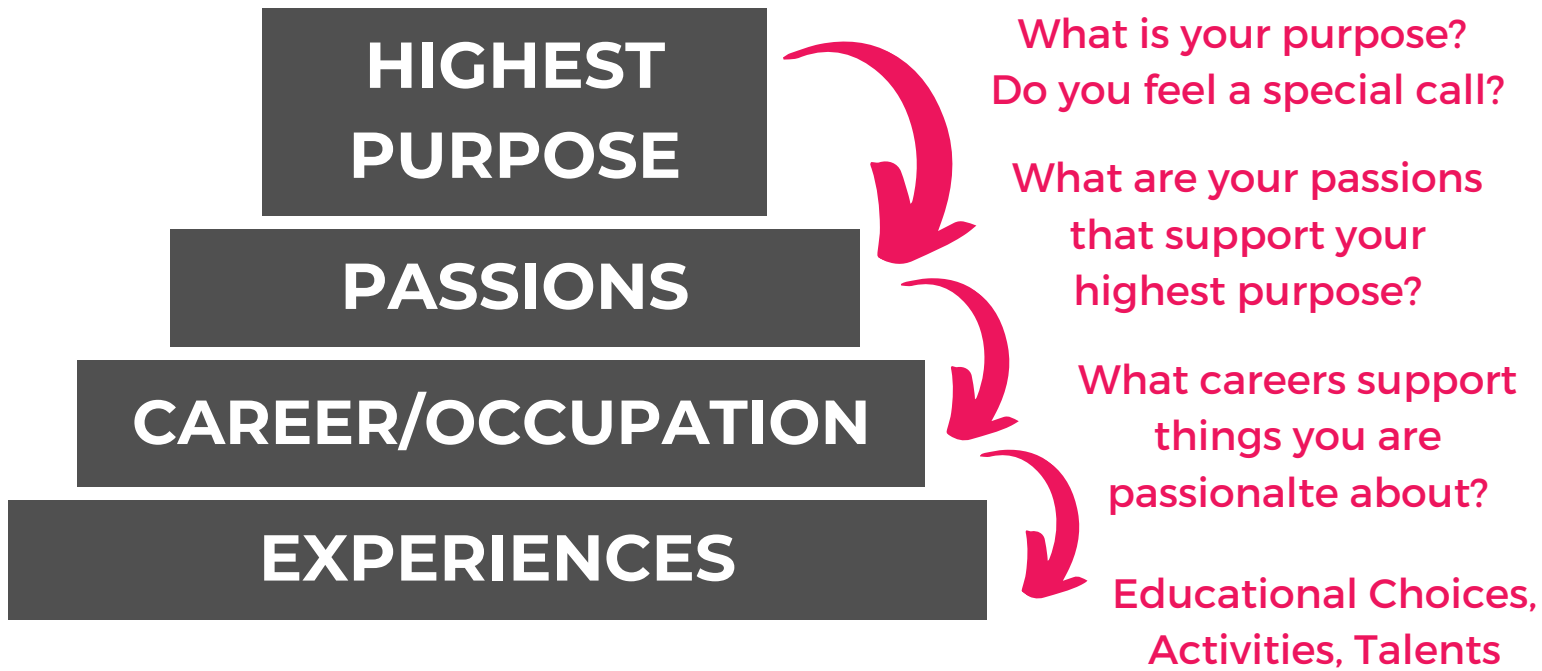 HIGHEST
PURPOSE
What is your purpose?
Do you feel a special call?
PASSIONS
What are your passions
that support your
highest purpose?
CAREER/OCCUPATION
What careers support
things you are
passionalte about?
EXPERIENCES
Educational Choices,
Activities, Talents